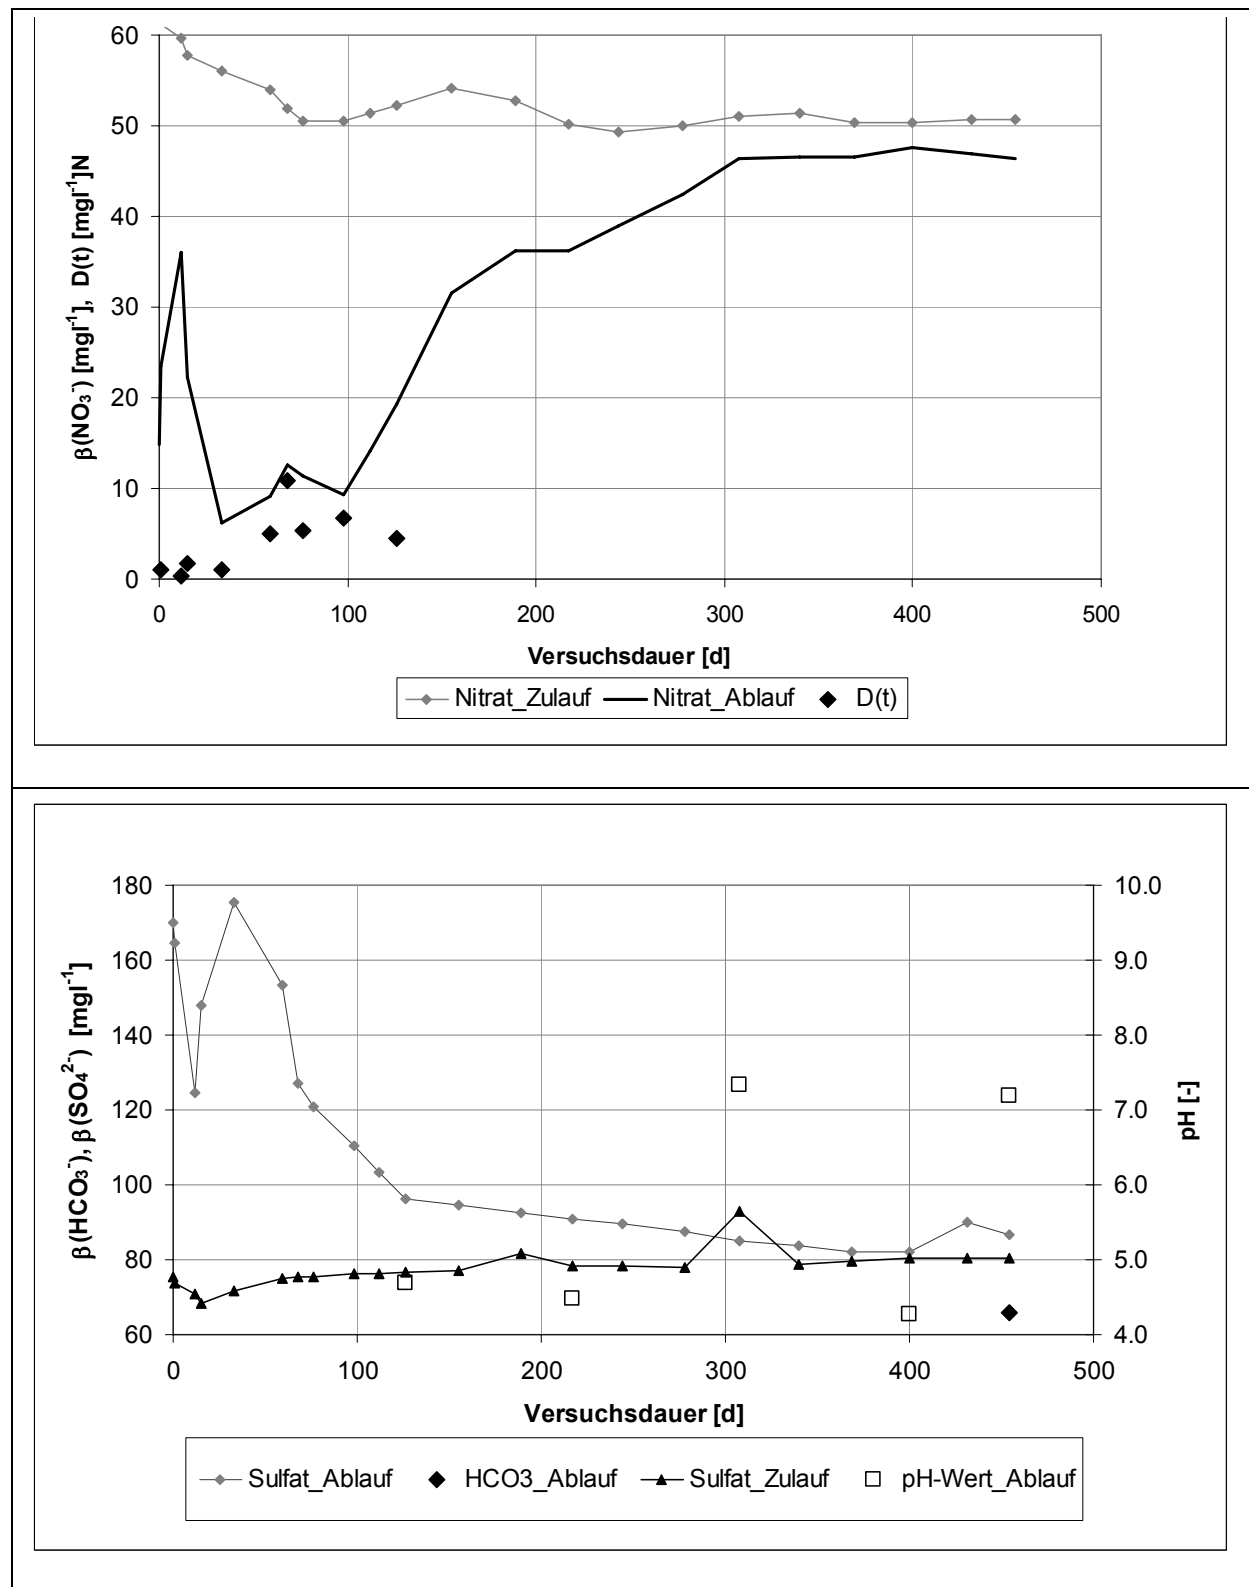 60
50
40
30
20
10
0
β(NO₃⁻) [mgl⁻¹], D(t) [mgl⁻¹]N
0 100 200 300 400 500
Versuchsdauer [d]
Nitrat_Zulauf Nitrat_Ablauf D(t)
180 10.0
160 9.0
140 8.0
120 7.0
100 6.0
80 5.0
60 4.0
β(HCO₃⁻), β(SO₄²⁻) [mgl⁻¹]
pH [-]
0 100 200 300 400 500
Versuchsdauer [d]
Sulfat_Ablauf HCO3_Ablauf Sulfat_Zulauf pH-Wert_Ablauf